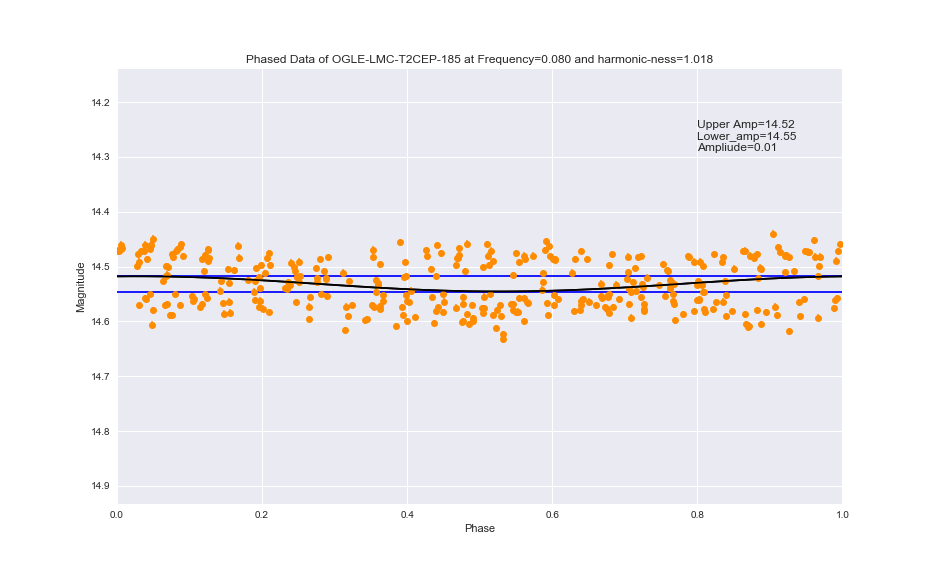 Phased Data of OGLE-LMC-T2CEP-185 at Frequency=0.080 and harmonic-ness=1.018
14.2
Upper Amp=14.52
Lower_amp=14.55
Ampliude=0.01
14.3
14.4
14.5
Magnitude
14.6
14.7
14.8
14.9
0.0 0.2 0.4 0.6 0.8 1.0
Phase